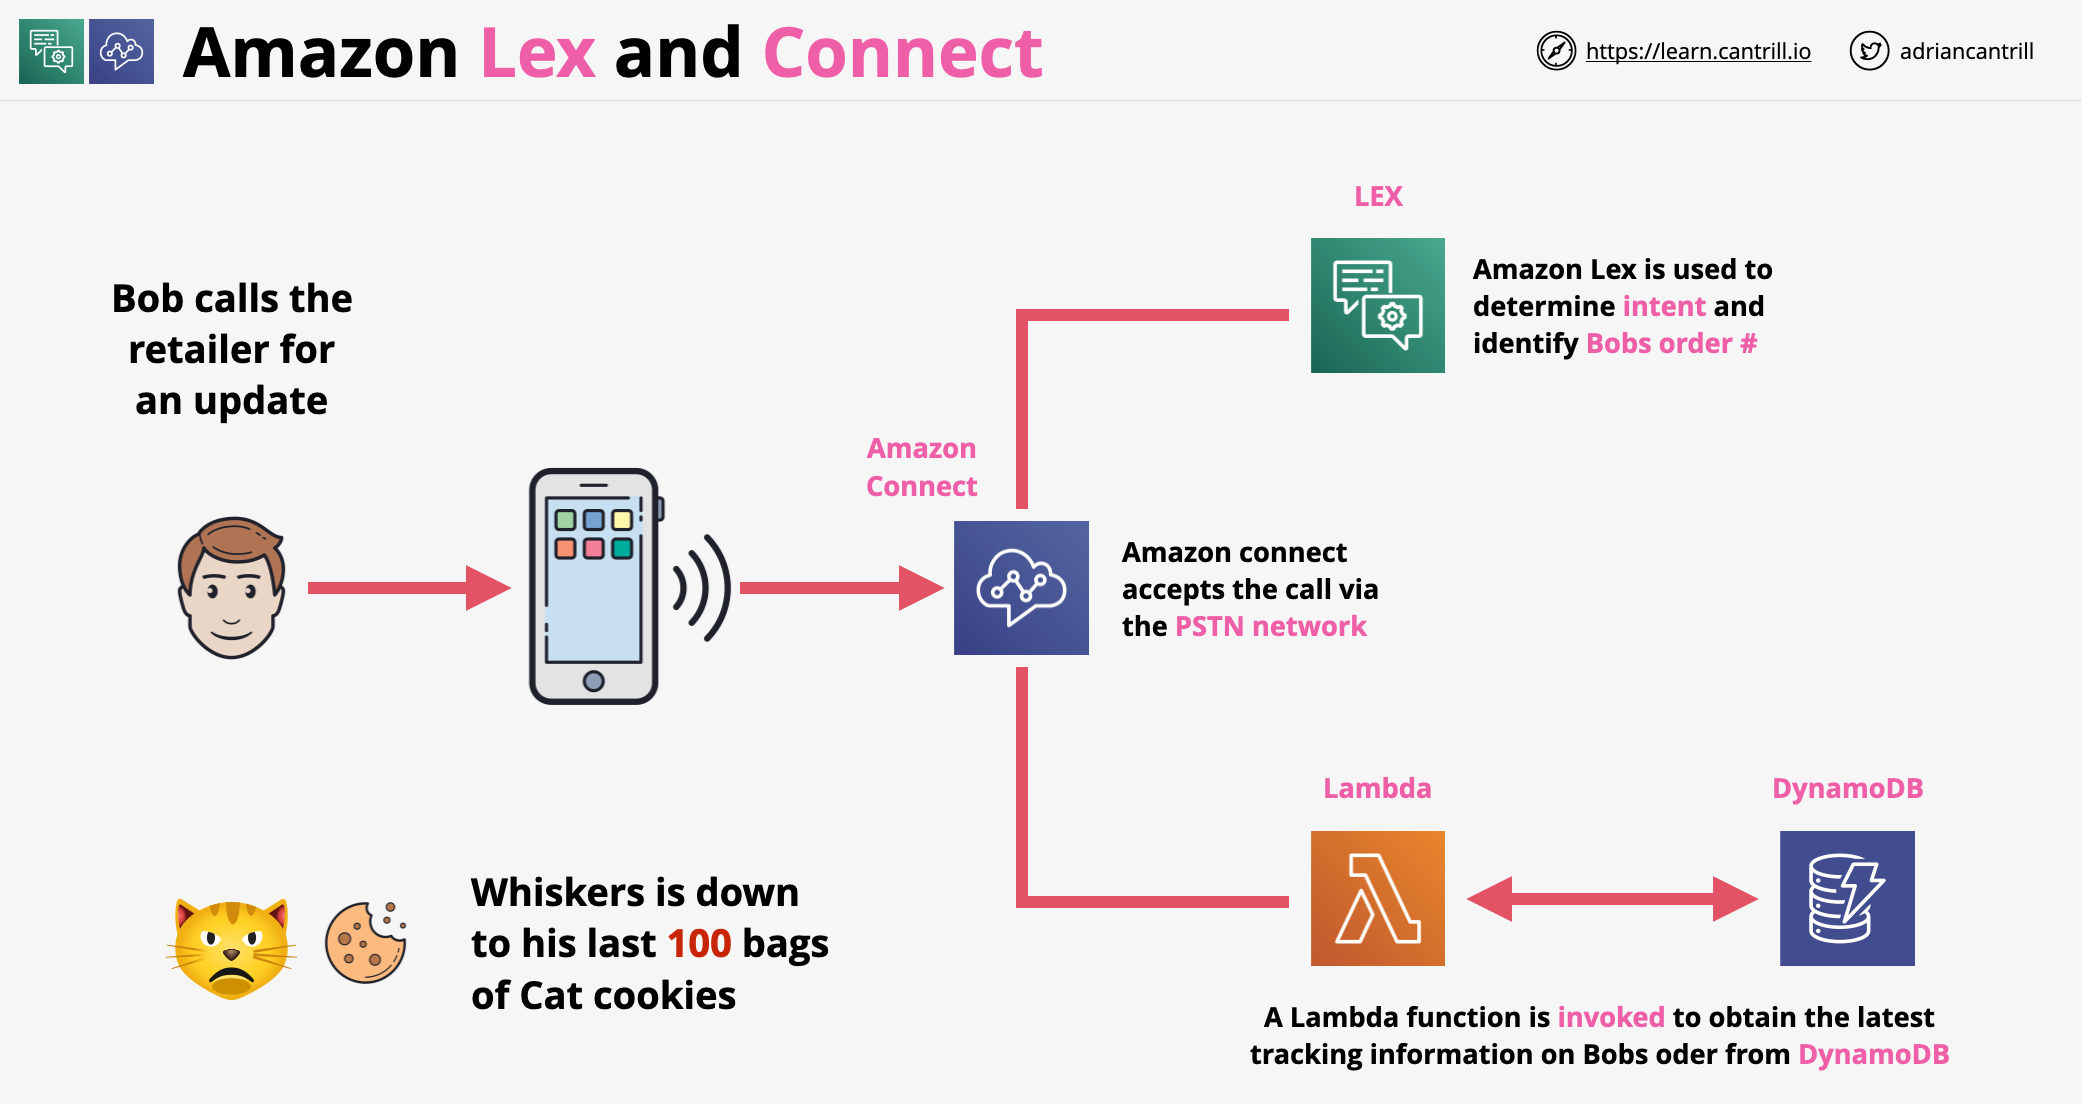 Amazon Lex and Connect
https://learn.cantrill.io
adriancantrill
Bob calls the
retailer for
an update
LEX
Amazon Lex is used to
determine intent and
identify Bobs order #
Amazon
Connect
Amazon connect
accepts the call via
the PSTN network
Whiskers is down
to his last 100 bags
of Cat cookies
Lambda
DynamoDB
A Lambda function is invoked to obtain the latest
tracking information on Bobs oder from DynamoDB